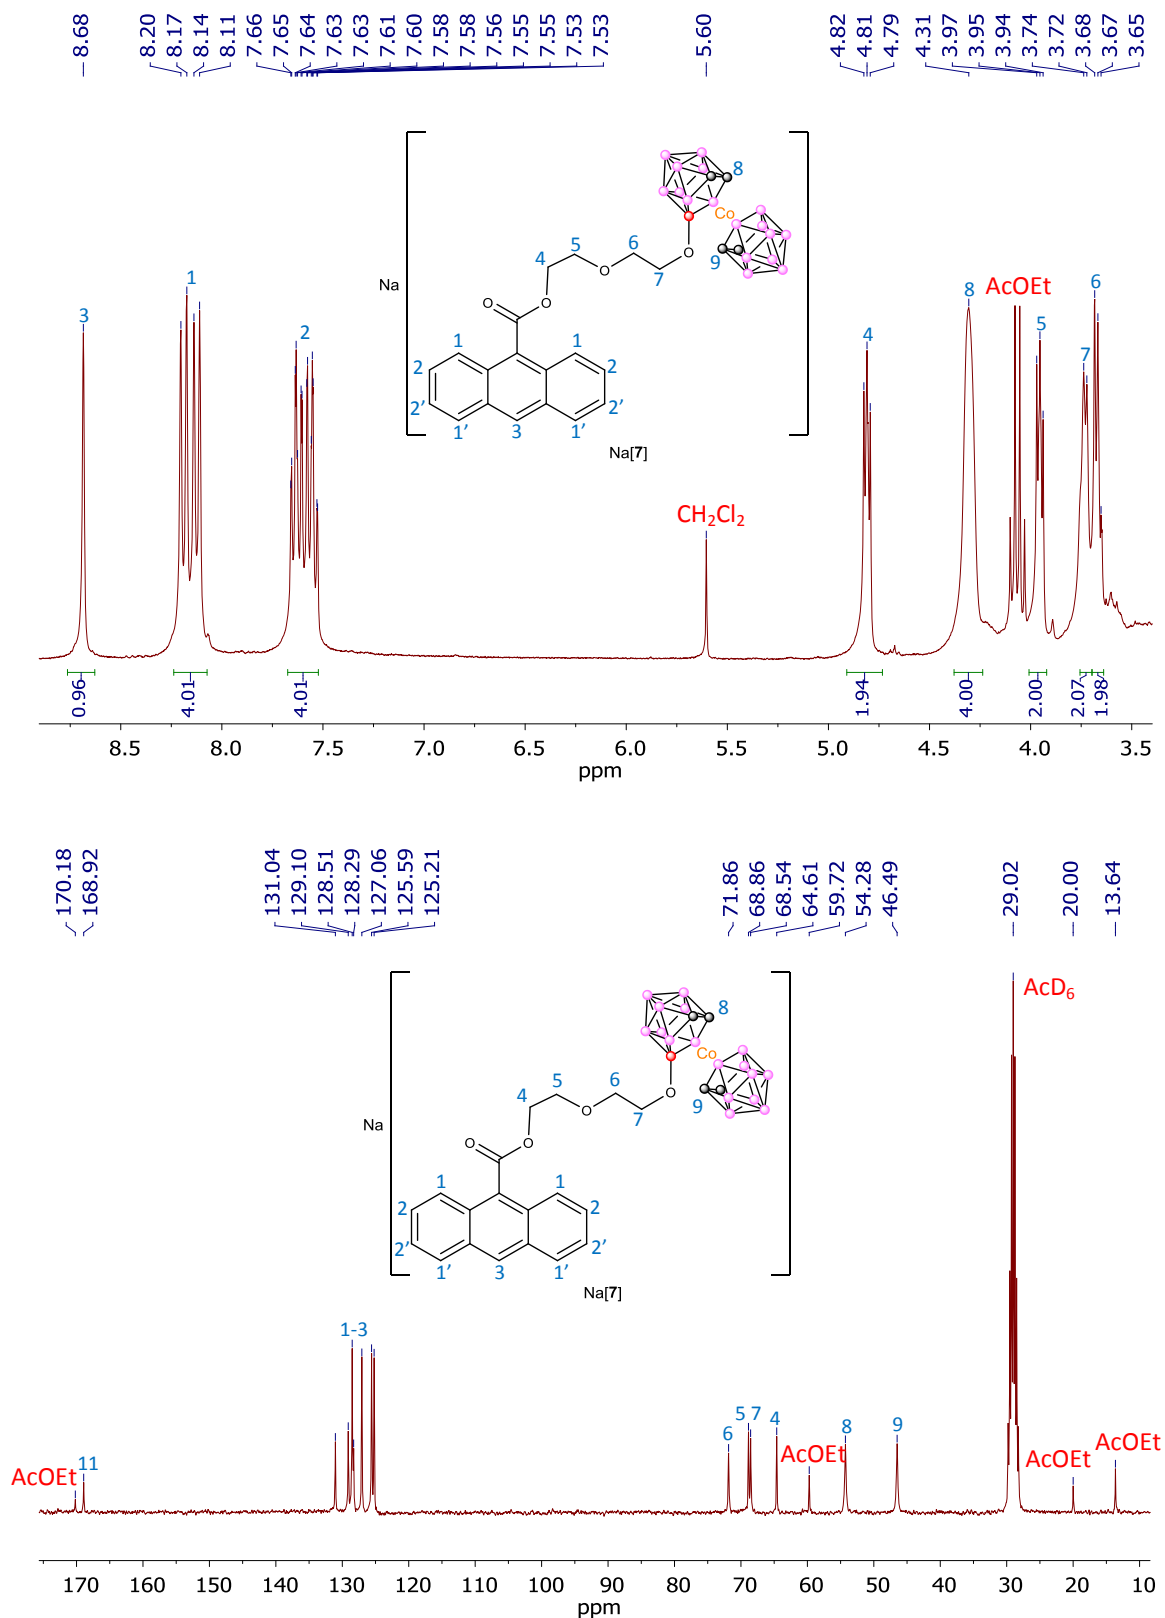 8.68 8.20 8.17 8.14 8.11 7.66 7.65 7.64 7.63 7.63 7.61 7.60 7.58 7.58 7.56 7.55 7.55 7.53 7.53 5.60 4.82 4.81 4.79 4.31 3.97 3.95 3.94 3.74 3.72 3.68 3.67 3.65
8
Co
5 6 O
4 O 7 9
Na
O O
1 1
2 2
2' 2'
1' 3 1'
Na[7]
3 1 2 CH2Cl2 4 8 AcOEt 5 7 6
0.96 4.01 4.01 1.94 4.00 2.00 2.07 1.98
8.5 8.0 7.5 7.0 6.5 6.0 5.5 5.0 4.5 4.0 3.5
ppm
170.18 168.92 131.04 129.10 128.51 128.29 127.06 125.59 125.21 71.86 68.86 68.54 64.61 59.72 54.28 46.49 29.02 20.00 13.64
AcD6
8
Co
5 6 O
4 O 7 9
Na
O O
1 1
2 2
2' 2'
1' 3 1'
Na[7]
AcOEt 11 1-3 6 5 7 4 AcOEt 8 9 AcOEt AcOEt
170 160 150 140 130 120 110 100 90 80 70 60 50 40 30 20 10
ppm